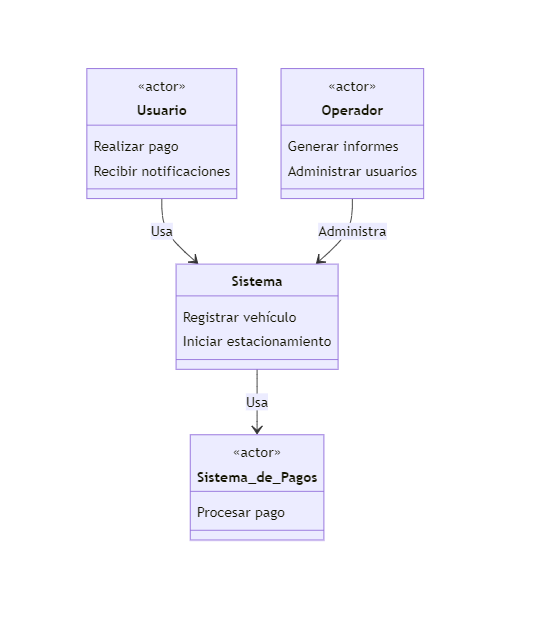 «actor»
Usuario
Realizar pago
Recibir notificaciones
«actor»
Operador
Generar informes
Administrar usuarios
Usa
Administra
Sistema
Registrar vehículo
Iniciar estacionamiento
Usa
«actor»
Sistema_de_Pagos
Procesar pago